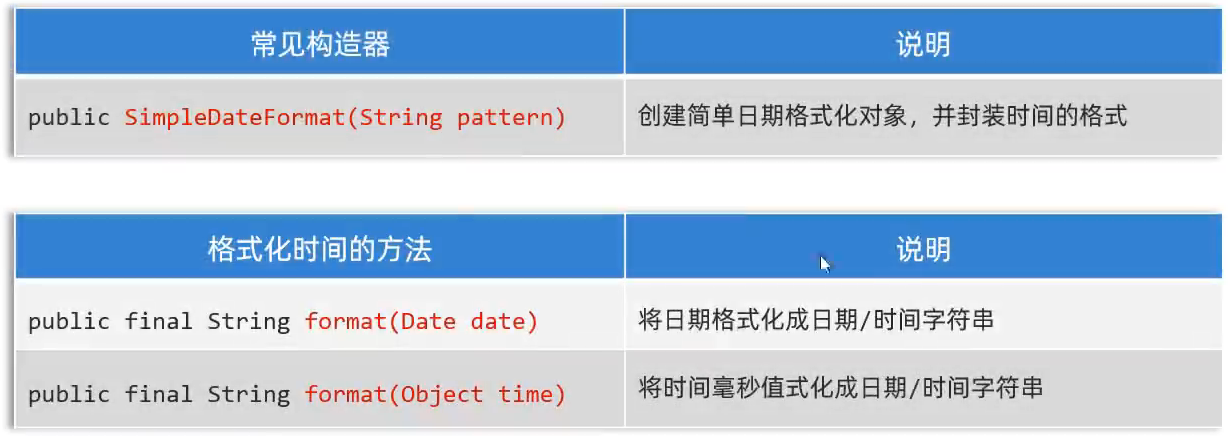 常见构造器 说明
public SimpleDateFormat(String pattern) 创建简单日期格式化对象，并封装时间的格式
格式化时间的方法 说明
public final String format(Date date) 将日期格式化成日期/时间字符串
public final String format(Object time) 将时间毫秒值式化成日期/时间字符串